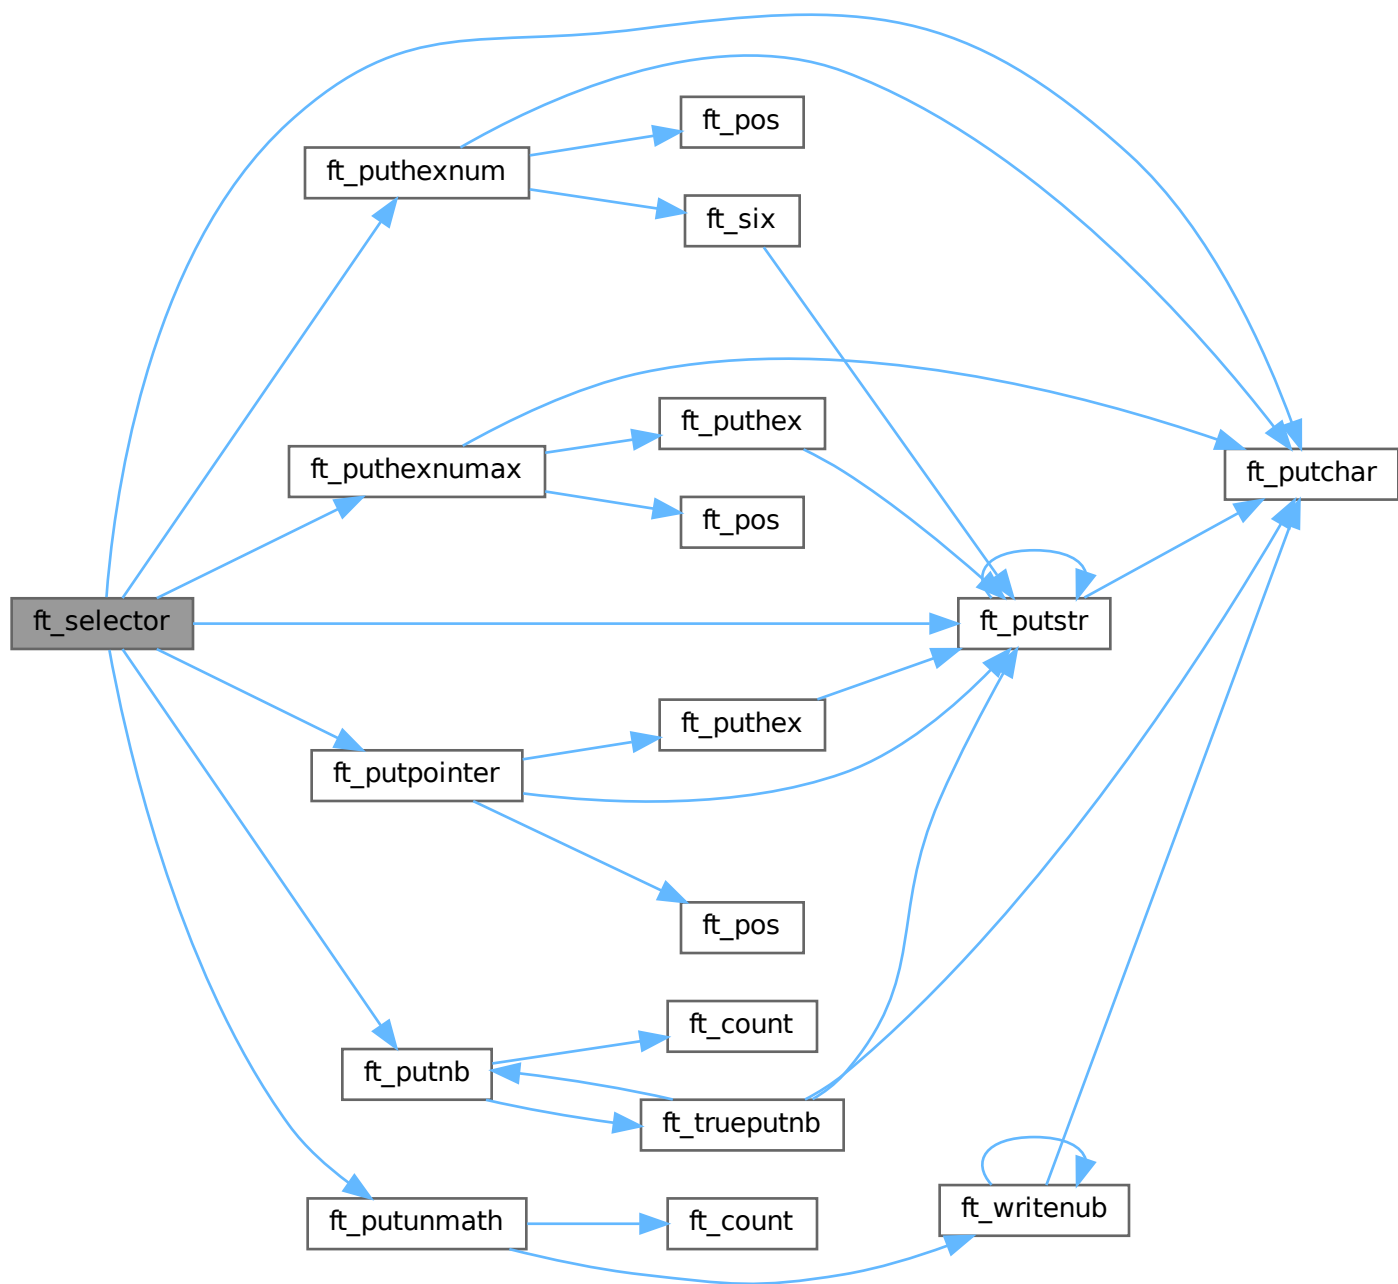 ft_pos
ft_puthexnum
ft_six
ft_puthex
ft_puthexnumax
ft_putchar
ft_pos
ft_selector
ft_putstr
ft_puthex
ft_putpointer
ft_pos
ft_count
ft_putnb
ft_trueputnb
ft_writenub
ft_putunmath
ft_count